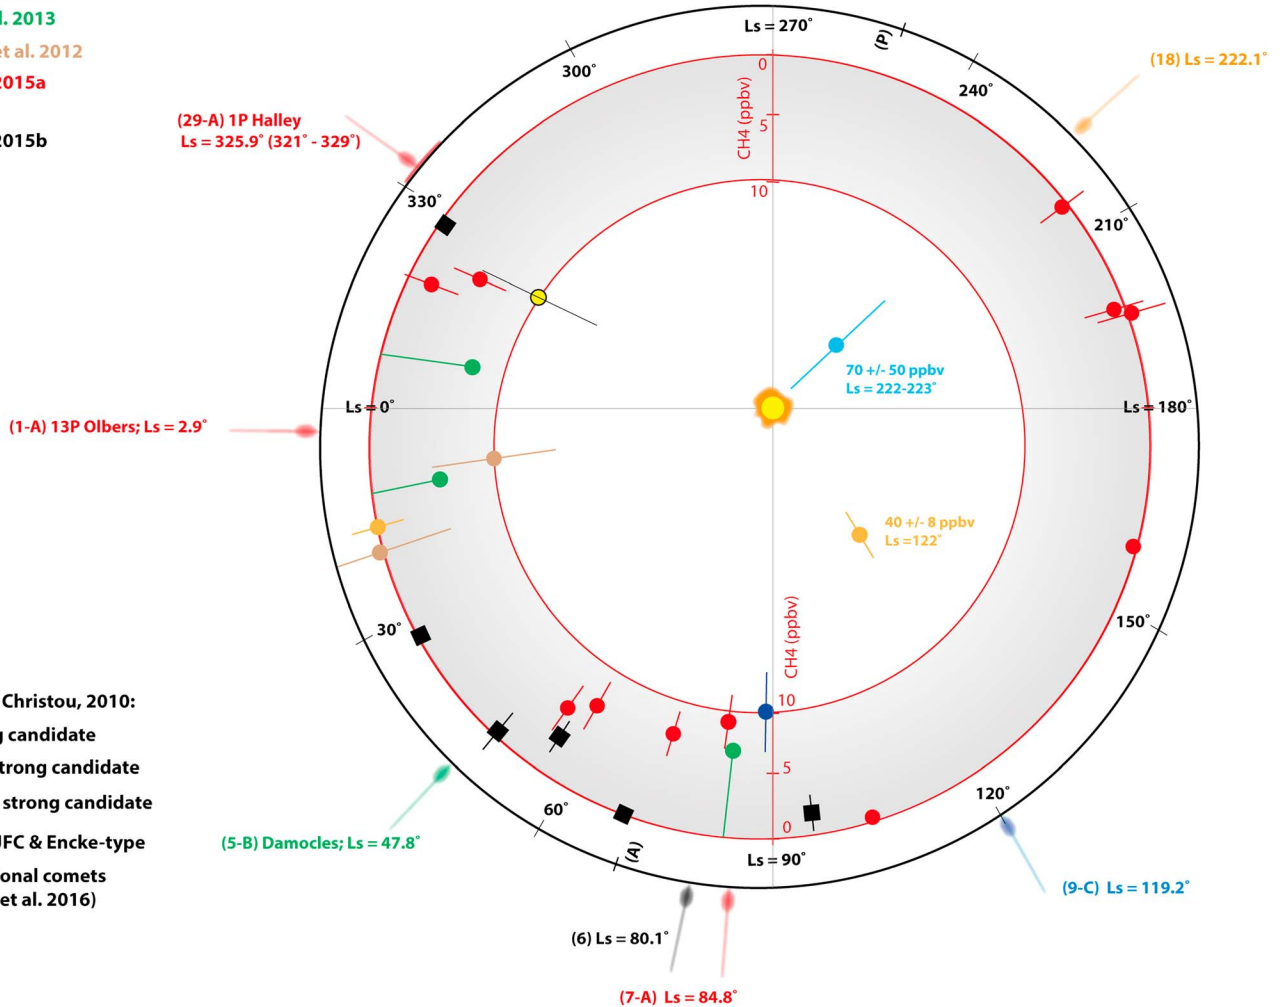 l. 2013
et al. 2012
2015a
2015b
Ls = 270°
(P)
300°
240°
(18) Ls = 222.1°
0
CH4 (ppbv)
5
10
(29-A) 1P Halley
Ls = 325.9° (321° - 329°)
330°
210°
70 +/- 50 ppbv
Ls = 222-223°
Ls = 0°
Ls = 180°
(1-A) 13P Olbers; Ls = 2.9°
40 +/- 8 ppbv
Ls =122°
30°
150°
CH4 (ppbv)
10
5
0
Christou, 2010:
g candidate
trong candidate
strong candidate
JFC & Encke-type
ional comets
et al. 2016)
60°
120°
(A)
Ls = 90°
(5-B) Damocles; Ls = 47.8°
(9-C) Ls = 119.2°
(6) Ls = 80.1°
(7-A) Ls = 84.8°